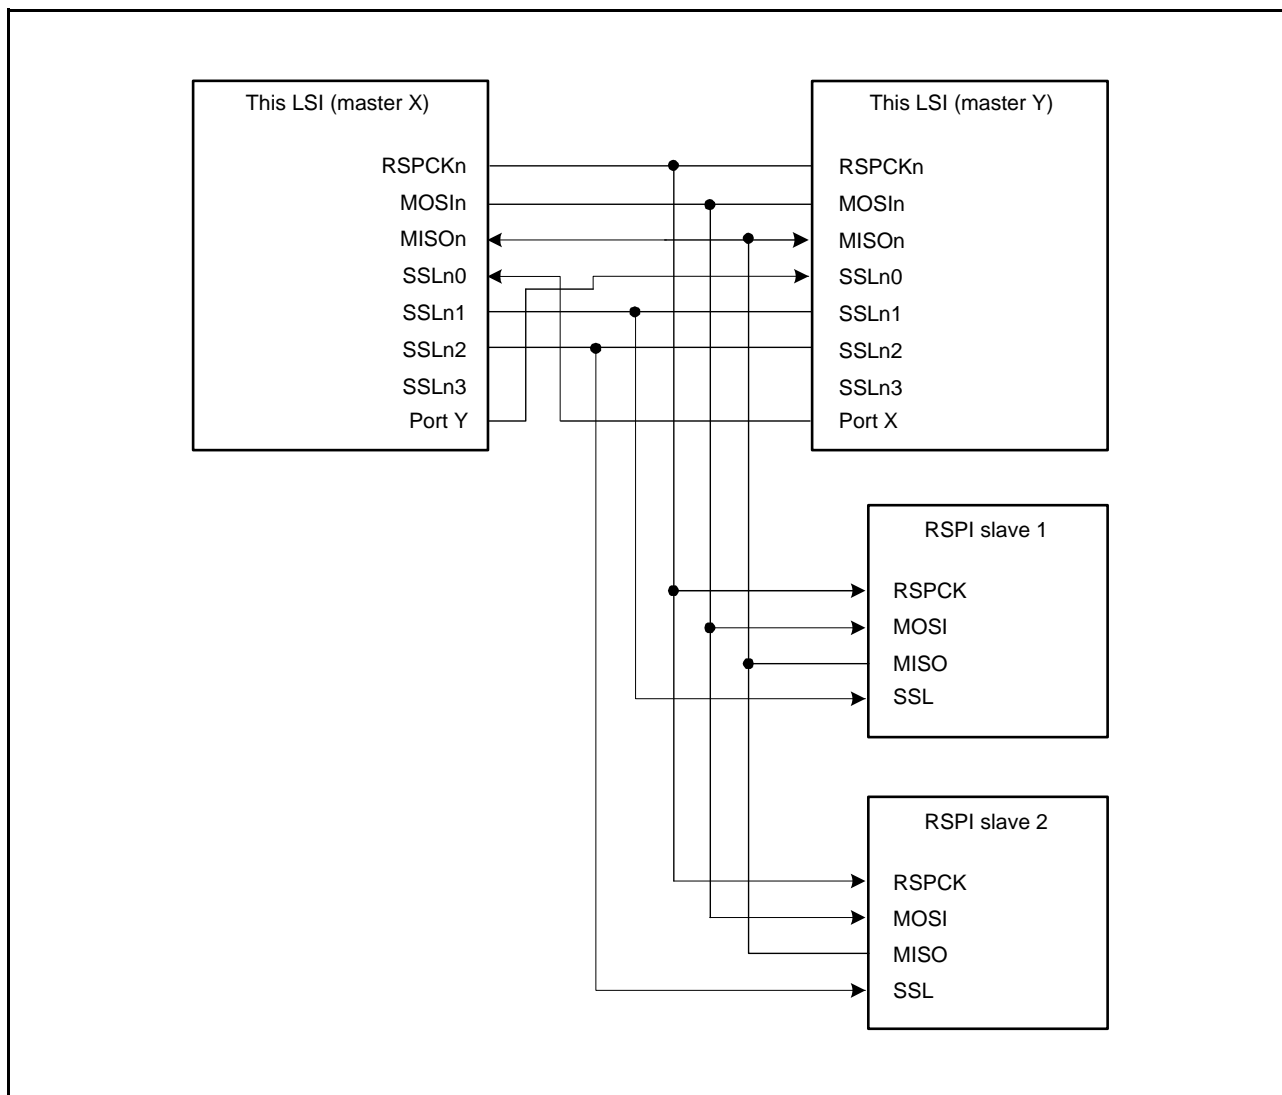 This LSI (master X)
RSPCKn
MOSIn
MISOn
SSLn0
SSLn1
SSLn2
SSLn3
Port Y
This LSI (master Y)
RSPCKn
MOSIn
MISOn
SSLn0
SSLn1
SSLn2
SSLn3
Port X
RSPI slave 1
RSPCK
MOSI
MISO
SSL
RSPI slave 2
RSPCK
MOSI
MISO
SSL